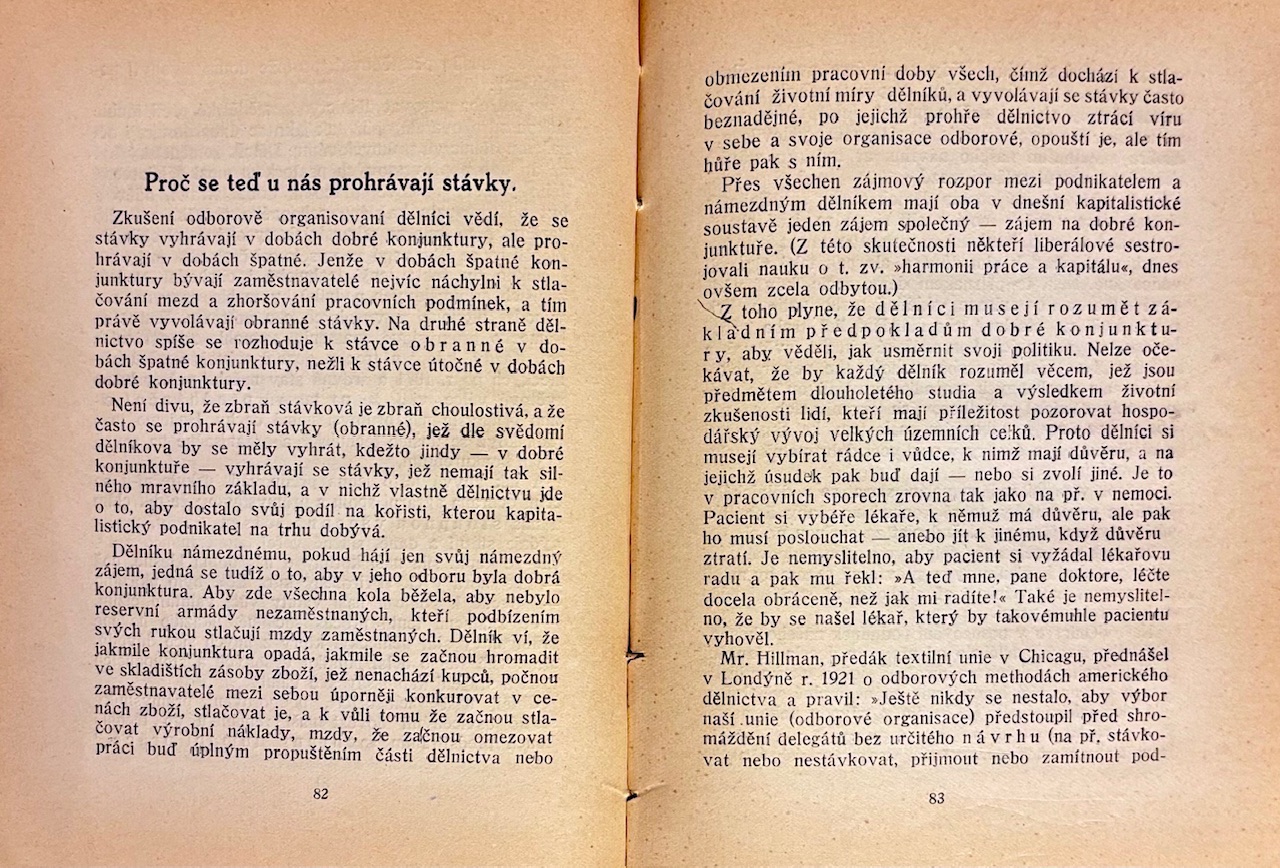 Proč se teď u nás prohrávají stávky.
Zkušení odborově organisovaní dělníci vědí, že se
stávky vyhrávají v dobách dobré konjunktury, ale pro-
hrávají v dobách špatné. Jenže v dobách špatné kon-
junktury bývají zaměstnavatelé nejvíc náchylni k stla-
čování mezd a zhoršování pracovních podmínek, a tím
právě vyvolávají obranné stávky. Na druhé straně děl-
nictvo spíše se rozhoduje k stávce obranné v do-
bách špatné konjunktury, nežli k stávce útočné v dobách
dobré konjunktury.
Není divu, že zbraň stávková je zbraň choulostivá, a že
často se prohrávají stávky (obranné), jež dle svědomí
dělníkova by se měly vyhrát, kdežto jindy — v dobré
konjunktuře — vyhrávají se stávky, jež nemají tak sil-
ného mravního základu, a v nichž vlastně dělnictvu jde
o to, aby dostalo svůj podíl na kořisti, kterou kapita-
listický podnikatel na trhu dobývá.
Dělníku námezdnému, pokud hájí jen svůj námezdný
zájem, jedná se tudíž o to, aby v jeho odboru byla dobrá
konjunktura. Aby zde všechna kola běžela, aby nebylo
reservní armády nezaměstnaných, kteří podbízením
svých rukou stlačují mzdy zaměstnaných. Dělník ví, že
jakmile konjunktura opadá, jakmile se začnou hromadit
ve skladištích zásoby zboží, jež nenachází kupců, počnou
zaměstnavatelé mezi sebou úporněji konkurovat v ce-
nách zboží, stlačovat je, a k vůli tomu že začnou stla-
čovat výrobní náklady, mzdy, že začnou omezovat
práci buď úplným propuštěním části dělnictva nebo
82
obmezením pracovní doby všech, čímž dochází k stla-
čování životní míry dělníků, a vyvolávají se stávky často
beznadějné, po jejichž prohře dělnictvo ztrácí víru
v sebe a svoje organisace odborové, opouští je, ale tím
hůře pak s ním.
Přes všechen zájmový rozpor mezi podnikatelem a
námezdným dělníkem mají oba v dnešní kapitalistické
soustavě jeden zájem společný — zájem na dobré kon-
junktuře. (Z této skutečnosti někteří liberálové sestro-
jovali nauku o t. zv. »harmonii práce a kapitálu«, dnes
ovšem zcela odbytou.)
Z toho plyne, že dělníci musejí rozumět zá-
kladním předpokladům dobré konjunktu-
ry, aby věděli, jak usměrnit svoji politiku. Nelze oče-
kávat, že by každý dělník rozuměl věcem, jež jsou
předmětem dlouholetého studia a výsledkem životní
zkušenosti lidí, kteří mají příležitost pozorovat hospo-
dářský vývoj velkých územních celků. Proto dělníci si
musejí vybírat rádce i vůdce, k nimž mají důvěru, a na
jejichž úsudek pak buď dají — nebo si zvolí jiné. Je to
v pracovních sporech zrovna tak jako na př. v nemoci.
Pacient si vybéře lékaře, k němuž má důvěru, ale pak
ho musí poslouchat — anebo jít k jinému, když důvěru
ztratí. Je nemyslitelno, aby pacient si vyžádal lékařovu
radu a pak mu řekl: »A teď mne, pane doktore, léčte
docela obráceně, než jak mi radíte!« Také je nemyslitel-
no, že by se našel lékař, který by takovémuhle pacientu
vyhověl.
Mr. Hillman, předák textilní unie v Chicagu, přednášel
v Londýně r. 1921 o odborových methodách amerického
dělnictva a pravil: »Ještě nikdy se nestalo, aby výbor
naší unie (odborové organisace) předstoupil před shro-
máždění delegátů bez určitého návrhu (na př. stávko-
vat nebo nestávkovat, přijmout nebo zamítnout pod-
83